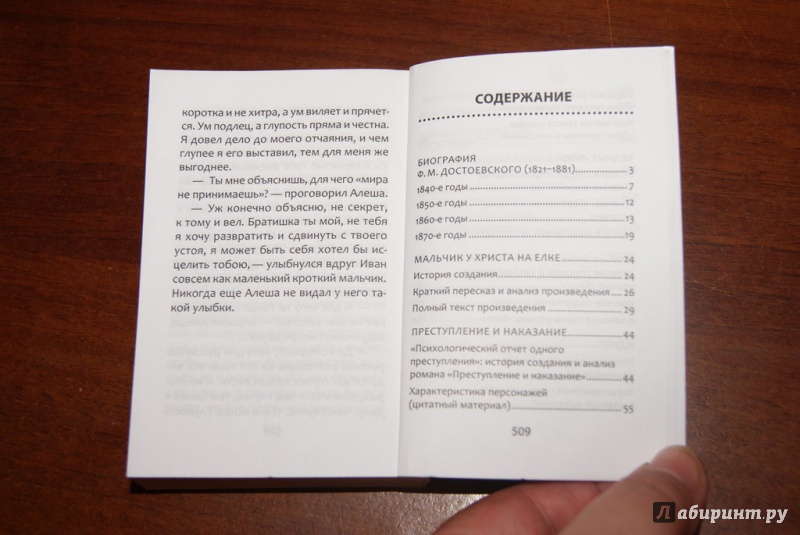 коротка и не хитра, а ум виляет и прячет-
ся. Ум подлец, а глупость пряма и честна.
Я довел дело до моего отчаяния, и чем
глупее я его выставил, тем для меня же
выгоднее.
— Ты мне объяснишь, для чего «мира
не принимаешь»? — проговорил Алеша.
— Уж конечно объясню, не секрет,
к тому и вел. Братишка ты мой, не тебя
я хочу развратить и сдвинуть с твоего
устоя, я может быть себя хотел бы ис-
целить тобою, — улыбнулся вдруг Иван
совсем как маленький кроткий мальчик.
Никогда еще Алеша не видал у него та-
кой улыбки.
СОДЕРЖАНИЕ
БИОГРАФИЯ
Ф. М. ДОСТОЕВСКОГО (1821–1881) 3
1840-е годы 7
1850-е годы 12
1860-е годы 13
1870-е годы 19
МАЛЬЧИК У ХРИСТА НА ЕЛКЕ 24
История создания 24
Краткий пересказ и анализ произведения 26
Полный текст произведения 29
ПРЕСТУПЛЕНИЕ И НАКАЗАНИЕ 44
«Психологический отчет одного
преступления»: история создания и анализ
романа «Преступление и наказание» 44
Характеристика персонажей
(цитатный материал) 55
509
Лабиринт.ру